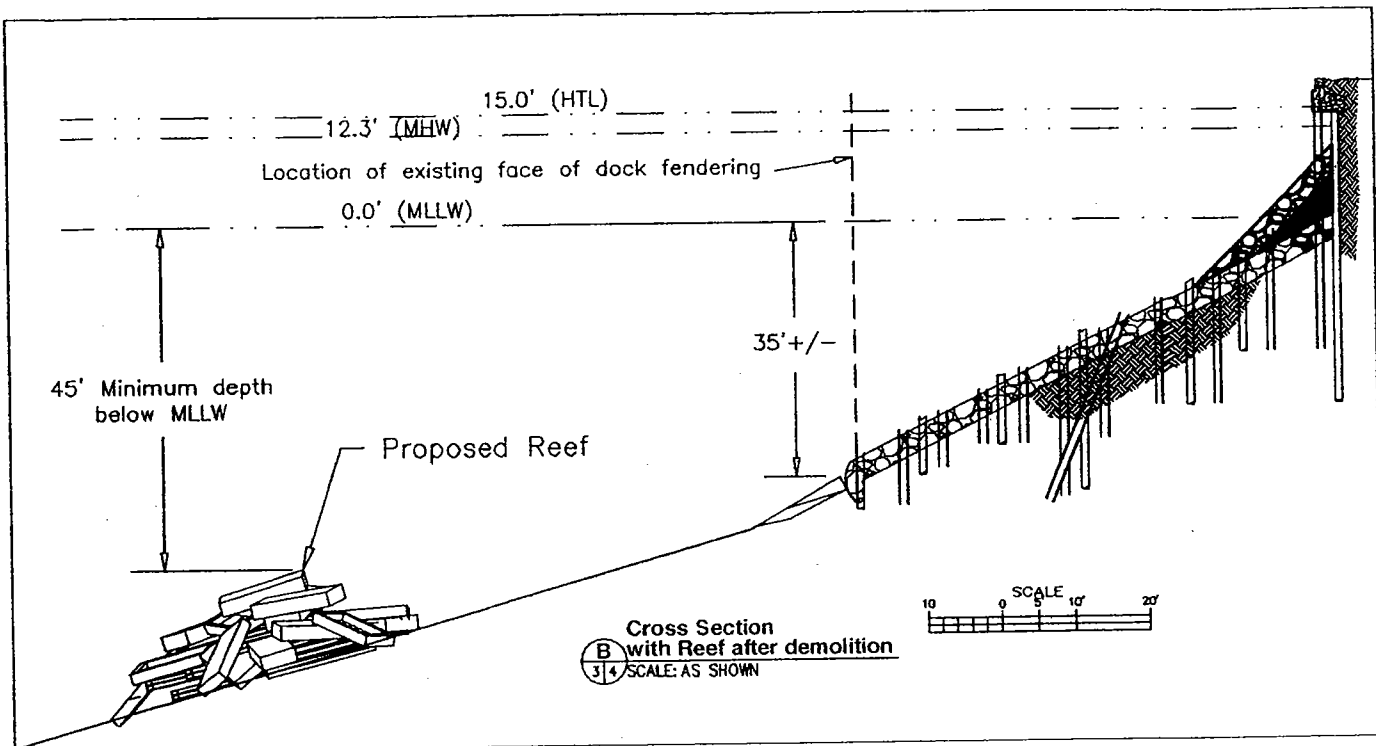 15.0' (HTL)
12.3' (MHW)
Location of existing face of dock fendering
0.0' (MLLW)
35'+/-
45' Minimum depth
below MLLW
Proposed Reef
SCALE
10 0 5' 10' 20'
Cross Section
B with Reef after demolition
3 4 SCALE: AS SHOWN